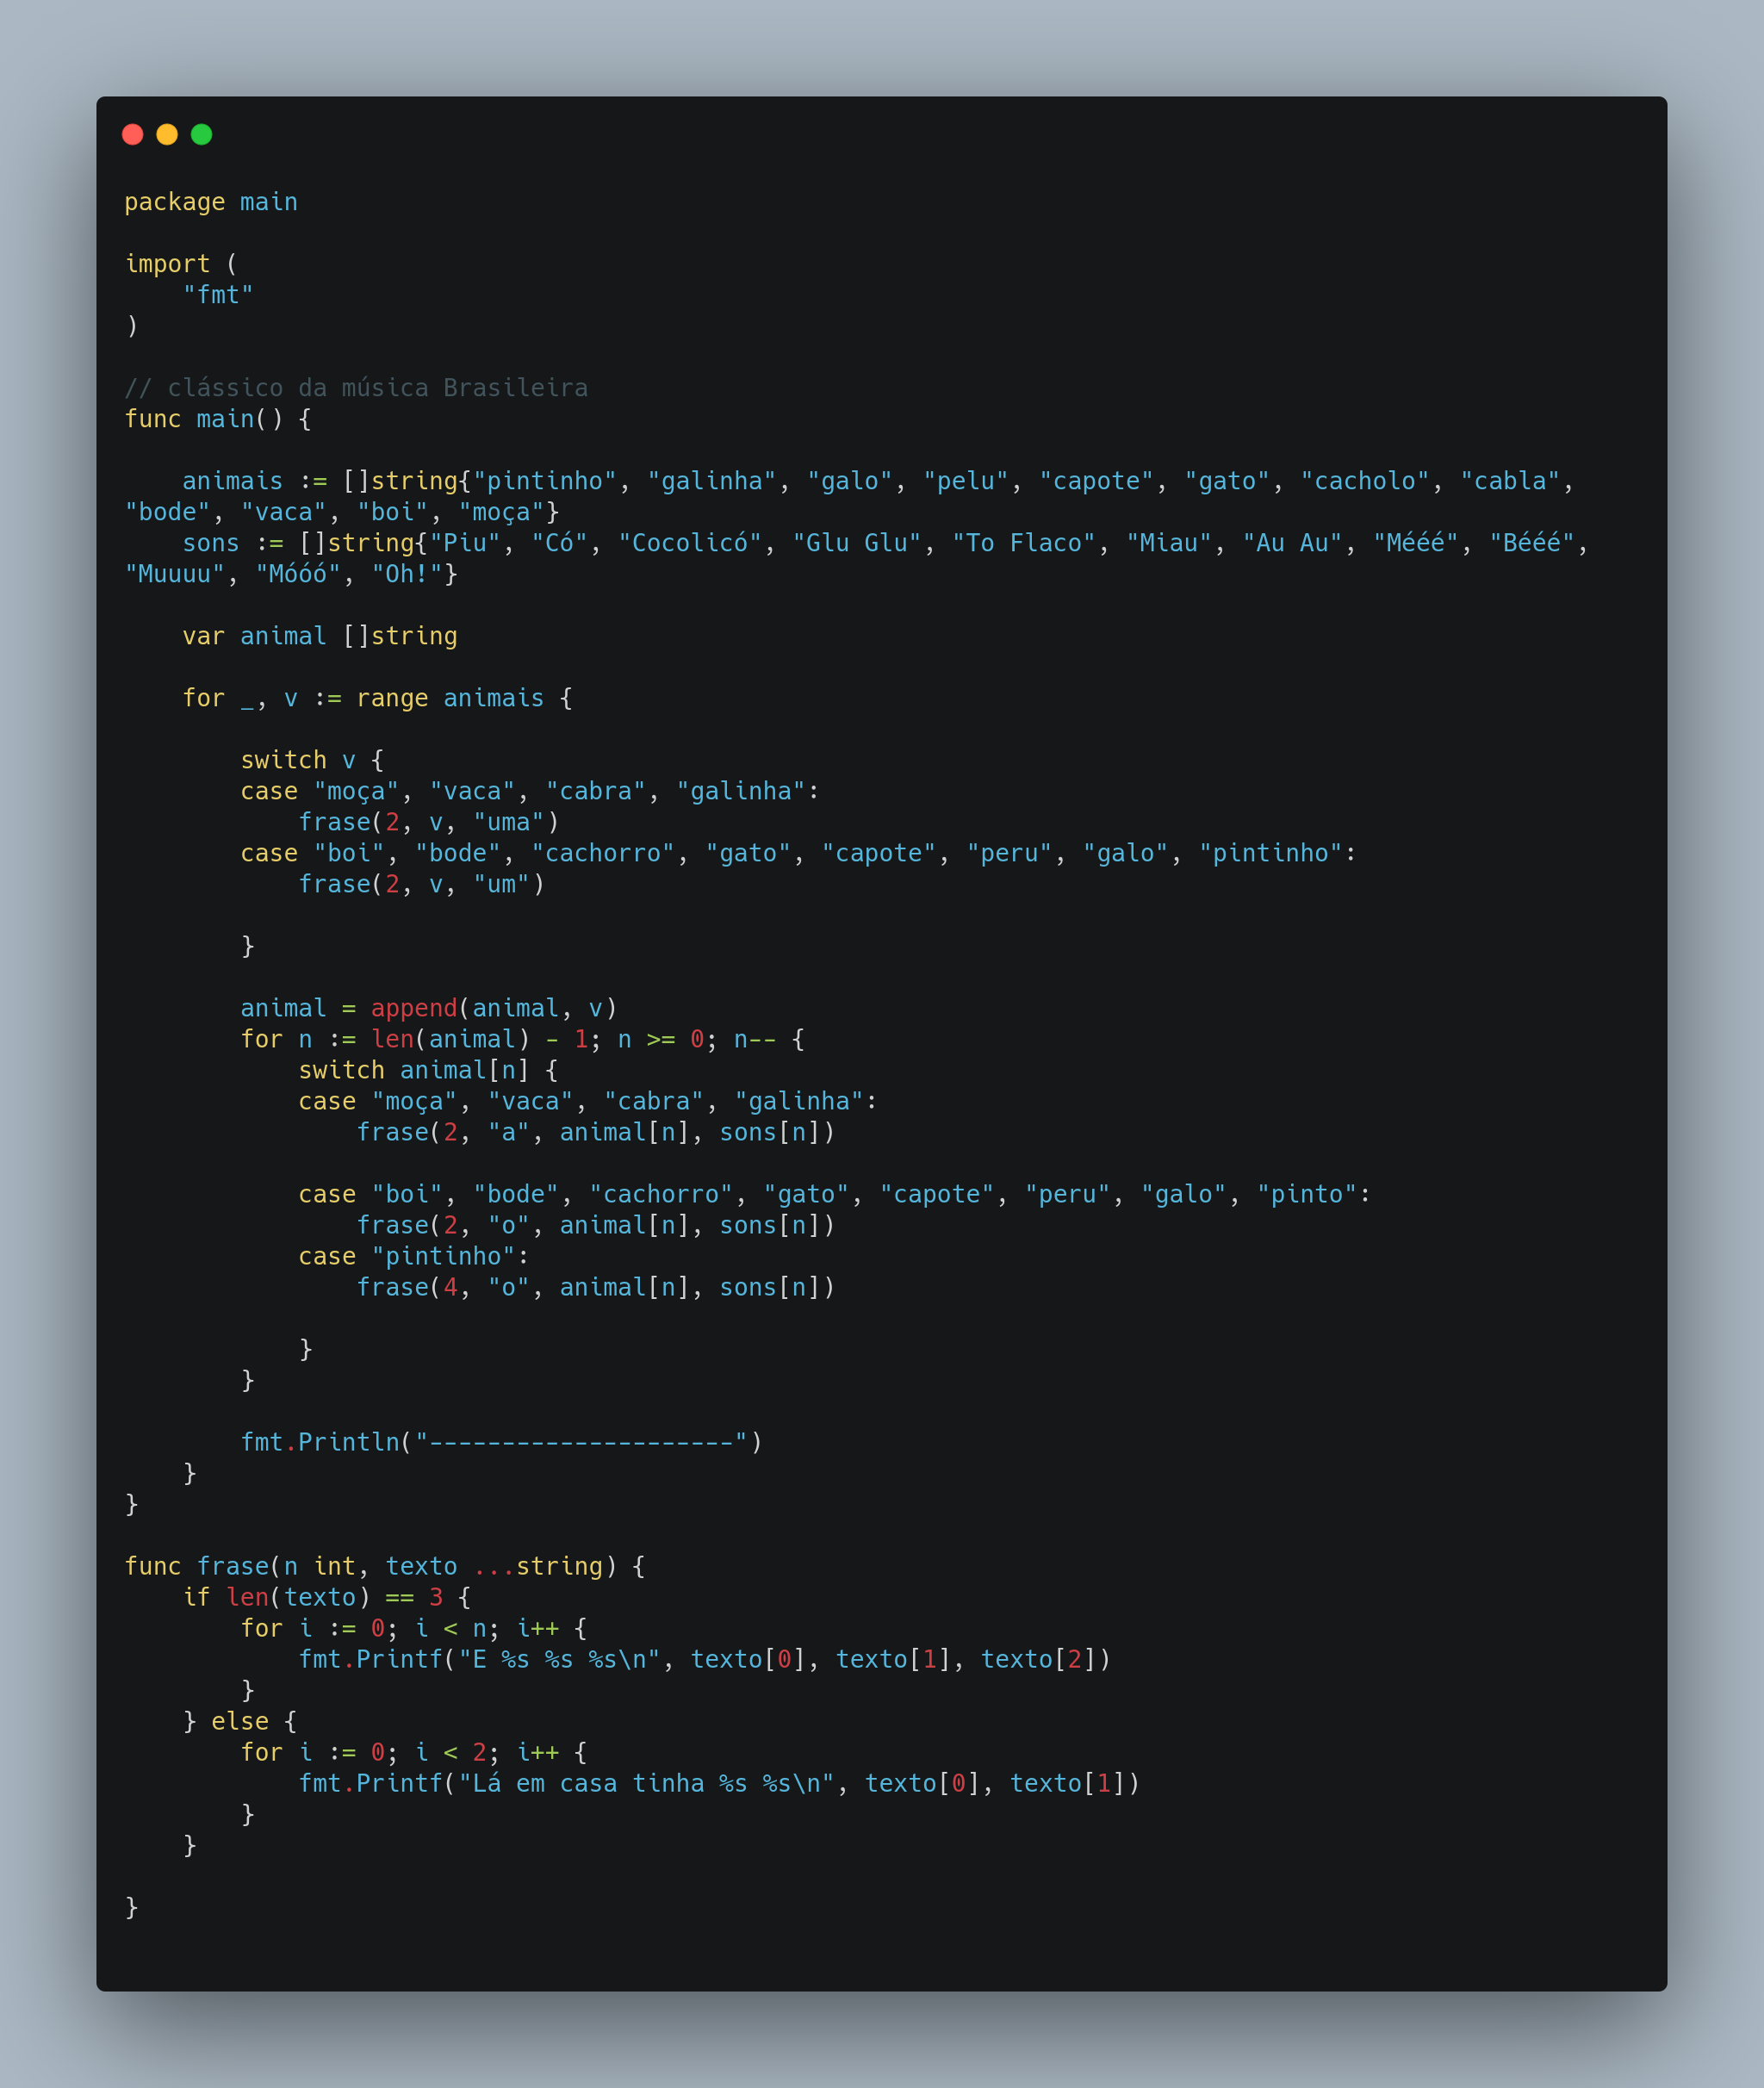 package main
import (
    "fmt"
)
// clássico da música Brasileira
func main() {
    animais := []string{"pintinho", "galinha", "galo", "pelu", "capote", "gato", "cacholo", "cabla",
"bode", "vaca", "boi", "moça"}
    sons := []string{"Piu", "Có", "Cocolicó", "Glu Glu", "To Flaco", "Miau", "Au Au", "Mééé", "Bééé",
"Muuuu", "Móóó", "Oh!"}
    var animal []string
    for _, v := range animais {
        switch v {
        case "moça", "vaca", "cabra", "galinha":
            frase(2, v, "uma")
        case "boi", "bode", "cachorro", "gato", "capote", "peru", "galo", "pintinho":
            frase(2, v, "um")
        }
        animal = append(animal, v)
        for n := len(animal) - 1; n >= 0; n-- {
            switch animal[n] {
            case "moça", "vaca", "cabra", "galinha":
                frase(2, "a", animal[n], sons[n])
            case "boi", "bode", "cachorro", "gato", "capote", "peru", "galo", "pinto":
                frase(2, "o", animal[n], sons[n])
            case "pintinho":
                frase(4, "o", animal[n], sons[n])
            }
        }
        fmt.Println("---------------------")
    }
}
func frase(n int, texto ...string) {
    if len(texto) == 3 {
        for i := 0; i < n; i++ {
            fmt.Printf("E %s %s %s\n", texto[0], texto[1], texto[2])
        }
    } else {
        for i := 0; i < 2; i++ {
            fmt.Printf("Lá em casa tinha %s %s\n", texto[0], texto[1])
        }
    }
}